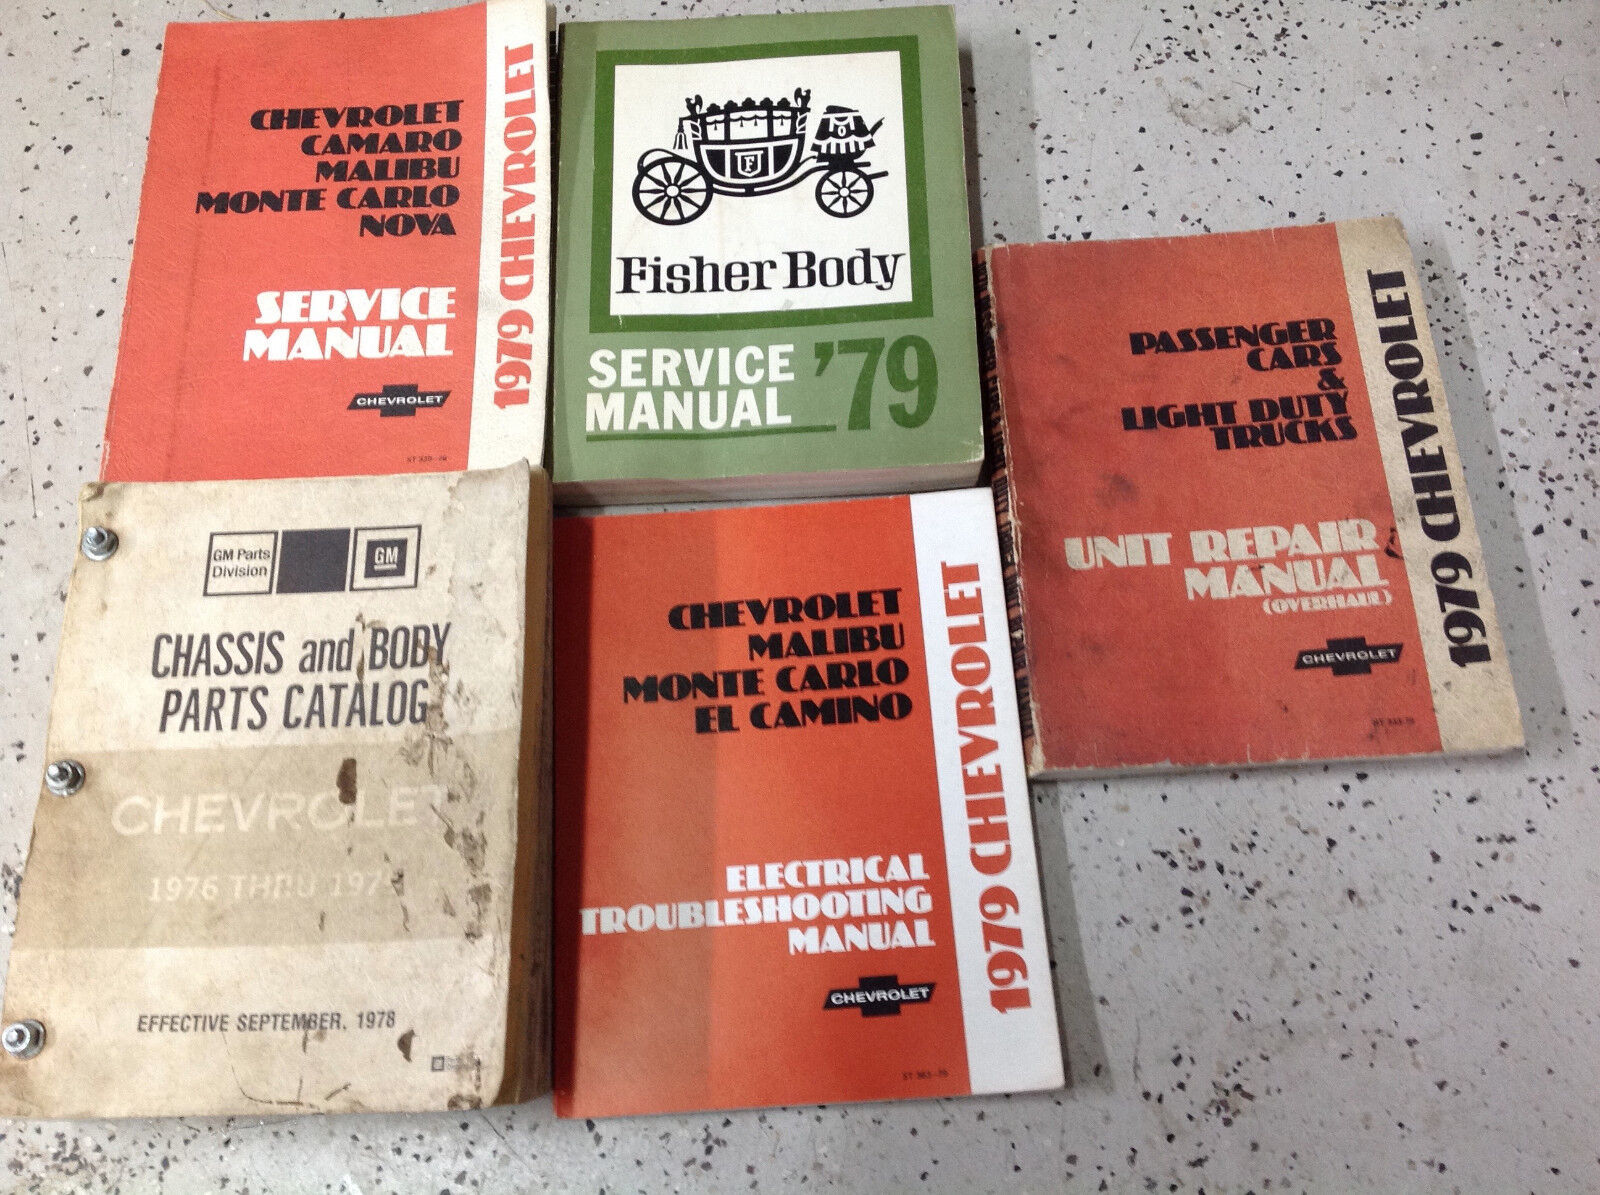 CHEVROLET
CAMARO
MALIBU
MONTE CARLO
NOVA
SERVICE
MANUAL
CHEVROLET
1979 CHEVROLET
F
Fisher Body
SERVICE
MANUAL
'79
PASSENGER
CARS
&
LIGHT DUTY
TRUCKS
UNIT REPAIR
MANUAL
(OVERHAUL)
CHEVROLET
1979 CHEVROLET
GM Parts
Division
GM
CHASSIS and BODY
PARTS CATALOG
CHEVROLET
1976 THRU
EFFECTIVE SEPTEMBER, 1978
CHEVROLET
MALIBU
MONTE CARLO
EL CAMINO
ELECTRICAL
TROUBLESHOOTING
MANUAL
CHEVROLET
1979 CHEVROLET